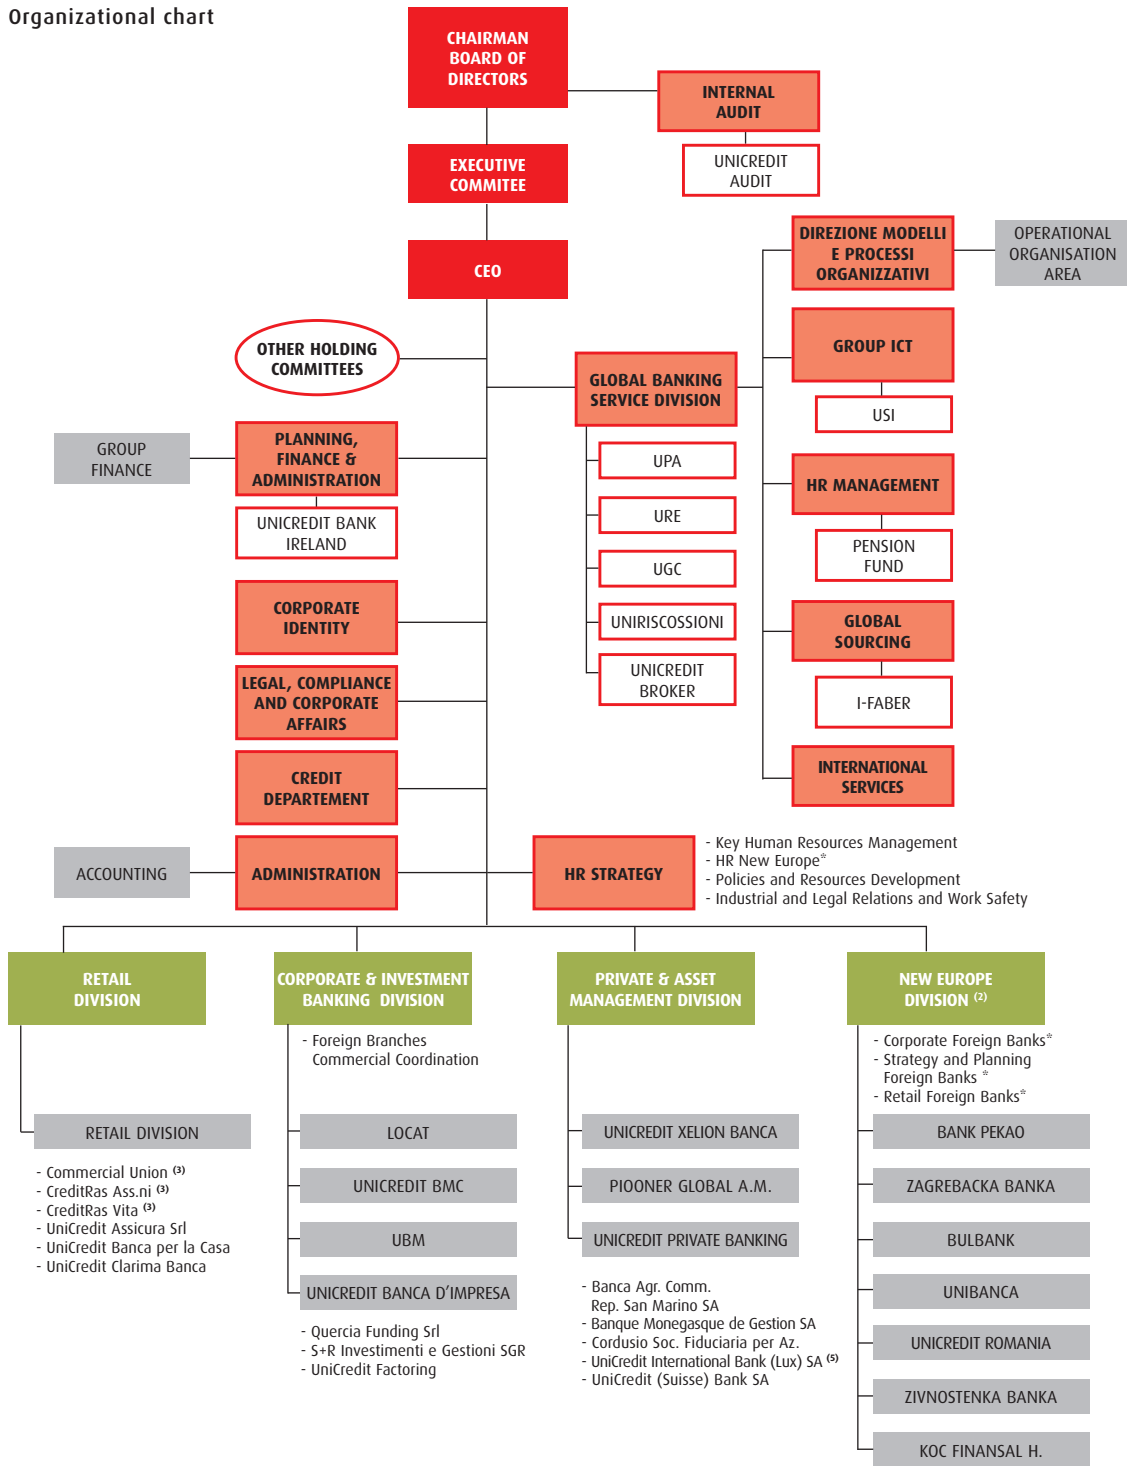 Organizational chart
CHAIRMAN
BOARD OF
DIRECTORS
INTERNAL
AUDIT
UNICREDIT
AUDIT
EXECUTIVE
COMMITEE
CEO
DIREZIONE MODELLI
E PROCESSI
ORGANIZZATIVI
OPERATIONAL
ORGANISATION
AREA
OTHER HOLDING
COMMITTEES
GLOBAL BANKING
SERVICE DIVISION
GROUP ICT
USI
GROUP
FINANCE
PLANNING,
FINANCE &
ADMINISTRATION
UNICREDIT BANK
IRELAND
UPA
URE
UGC
UNIRISCOSSIONI
UNICREDIT
BROKER
HR MANAGEMENT
PENSION
FUND
GLOBAL
SOURCING
I-FABER
INTERNATIONAL
SERVICES
CORPORATE
IDENTITY
LEGAL, COMPLIANCE
AND CORPORATE
AFFAIRS
CREDIT
DEPARTEMENT
ACCOUNTING
ADMINISTRATION
HR STRATEGY
- Key Human Resources Management
- HR New Europe*
- Policies and Resources Development
- Industrial and Legal Relations and Work Safety
RETAIL
DIVISION
RETAIL DIVISION
- Commercial Union (3)
- CreditRas Ass.ni (3)
- CreditRas Vita (3)
- UniCredit Assicura Srl
- UniCredit Banca per la Casa
- UniCredit Clarima Banca
CORPORATE & INVESTMENT
BANKING DIVISION
- Foreign Branches
Commercial Coordination
LOCAT
UNICREDIT BMC
UBM
UNICREDIT BANCA D'IMPRESA
- Quercia Funding Srl
- S+R Investimenti e Gestioni SGR
- UniCredit Factoring
PRIVATE & ASSET
MANAGEMENT DIVISION
UNICREDIT XELION BANCA
PIOONER GLOBAL A.M.
UNICREDIT PRIVATE BANKING
- Banca Agr. Comm.
Rep. San Marino SA
- Banque Monegasque de Gestion SA
- Cordusio Soc. Fiduciaria per Az.
- UniCredit International Bank (Lux) SA (5)
- UniCredit (Suisse) Bank SA
NEW EUROPE
DIVISION (2)
- Corporate Foreign Banks*
- Strategy and Planning
Foreign Banks *
- Retail Foreign Banks*
BANK PEKAO
ZAGREBACKA BANKA
BULBANK
UNIBANCA
UNICREDIT ROMANIA
ZIVNOSTENKA BANKA
KOC FINANSAL H.